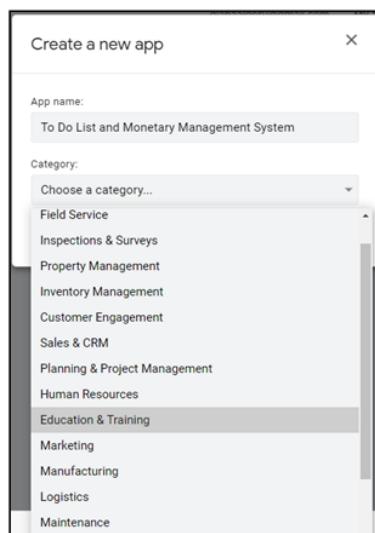 Create a new app
App name:
To Do List and Monetary Management System
Category:
Choose a category...
Field Service
Inspections & Surveys
Property Management
Inventory Management
Customer Engagement
Sales & CRM
Planning & Project Management
Human Resources
Education & Training
Marketing
Manufacturing
Logistics
Maintenance